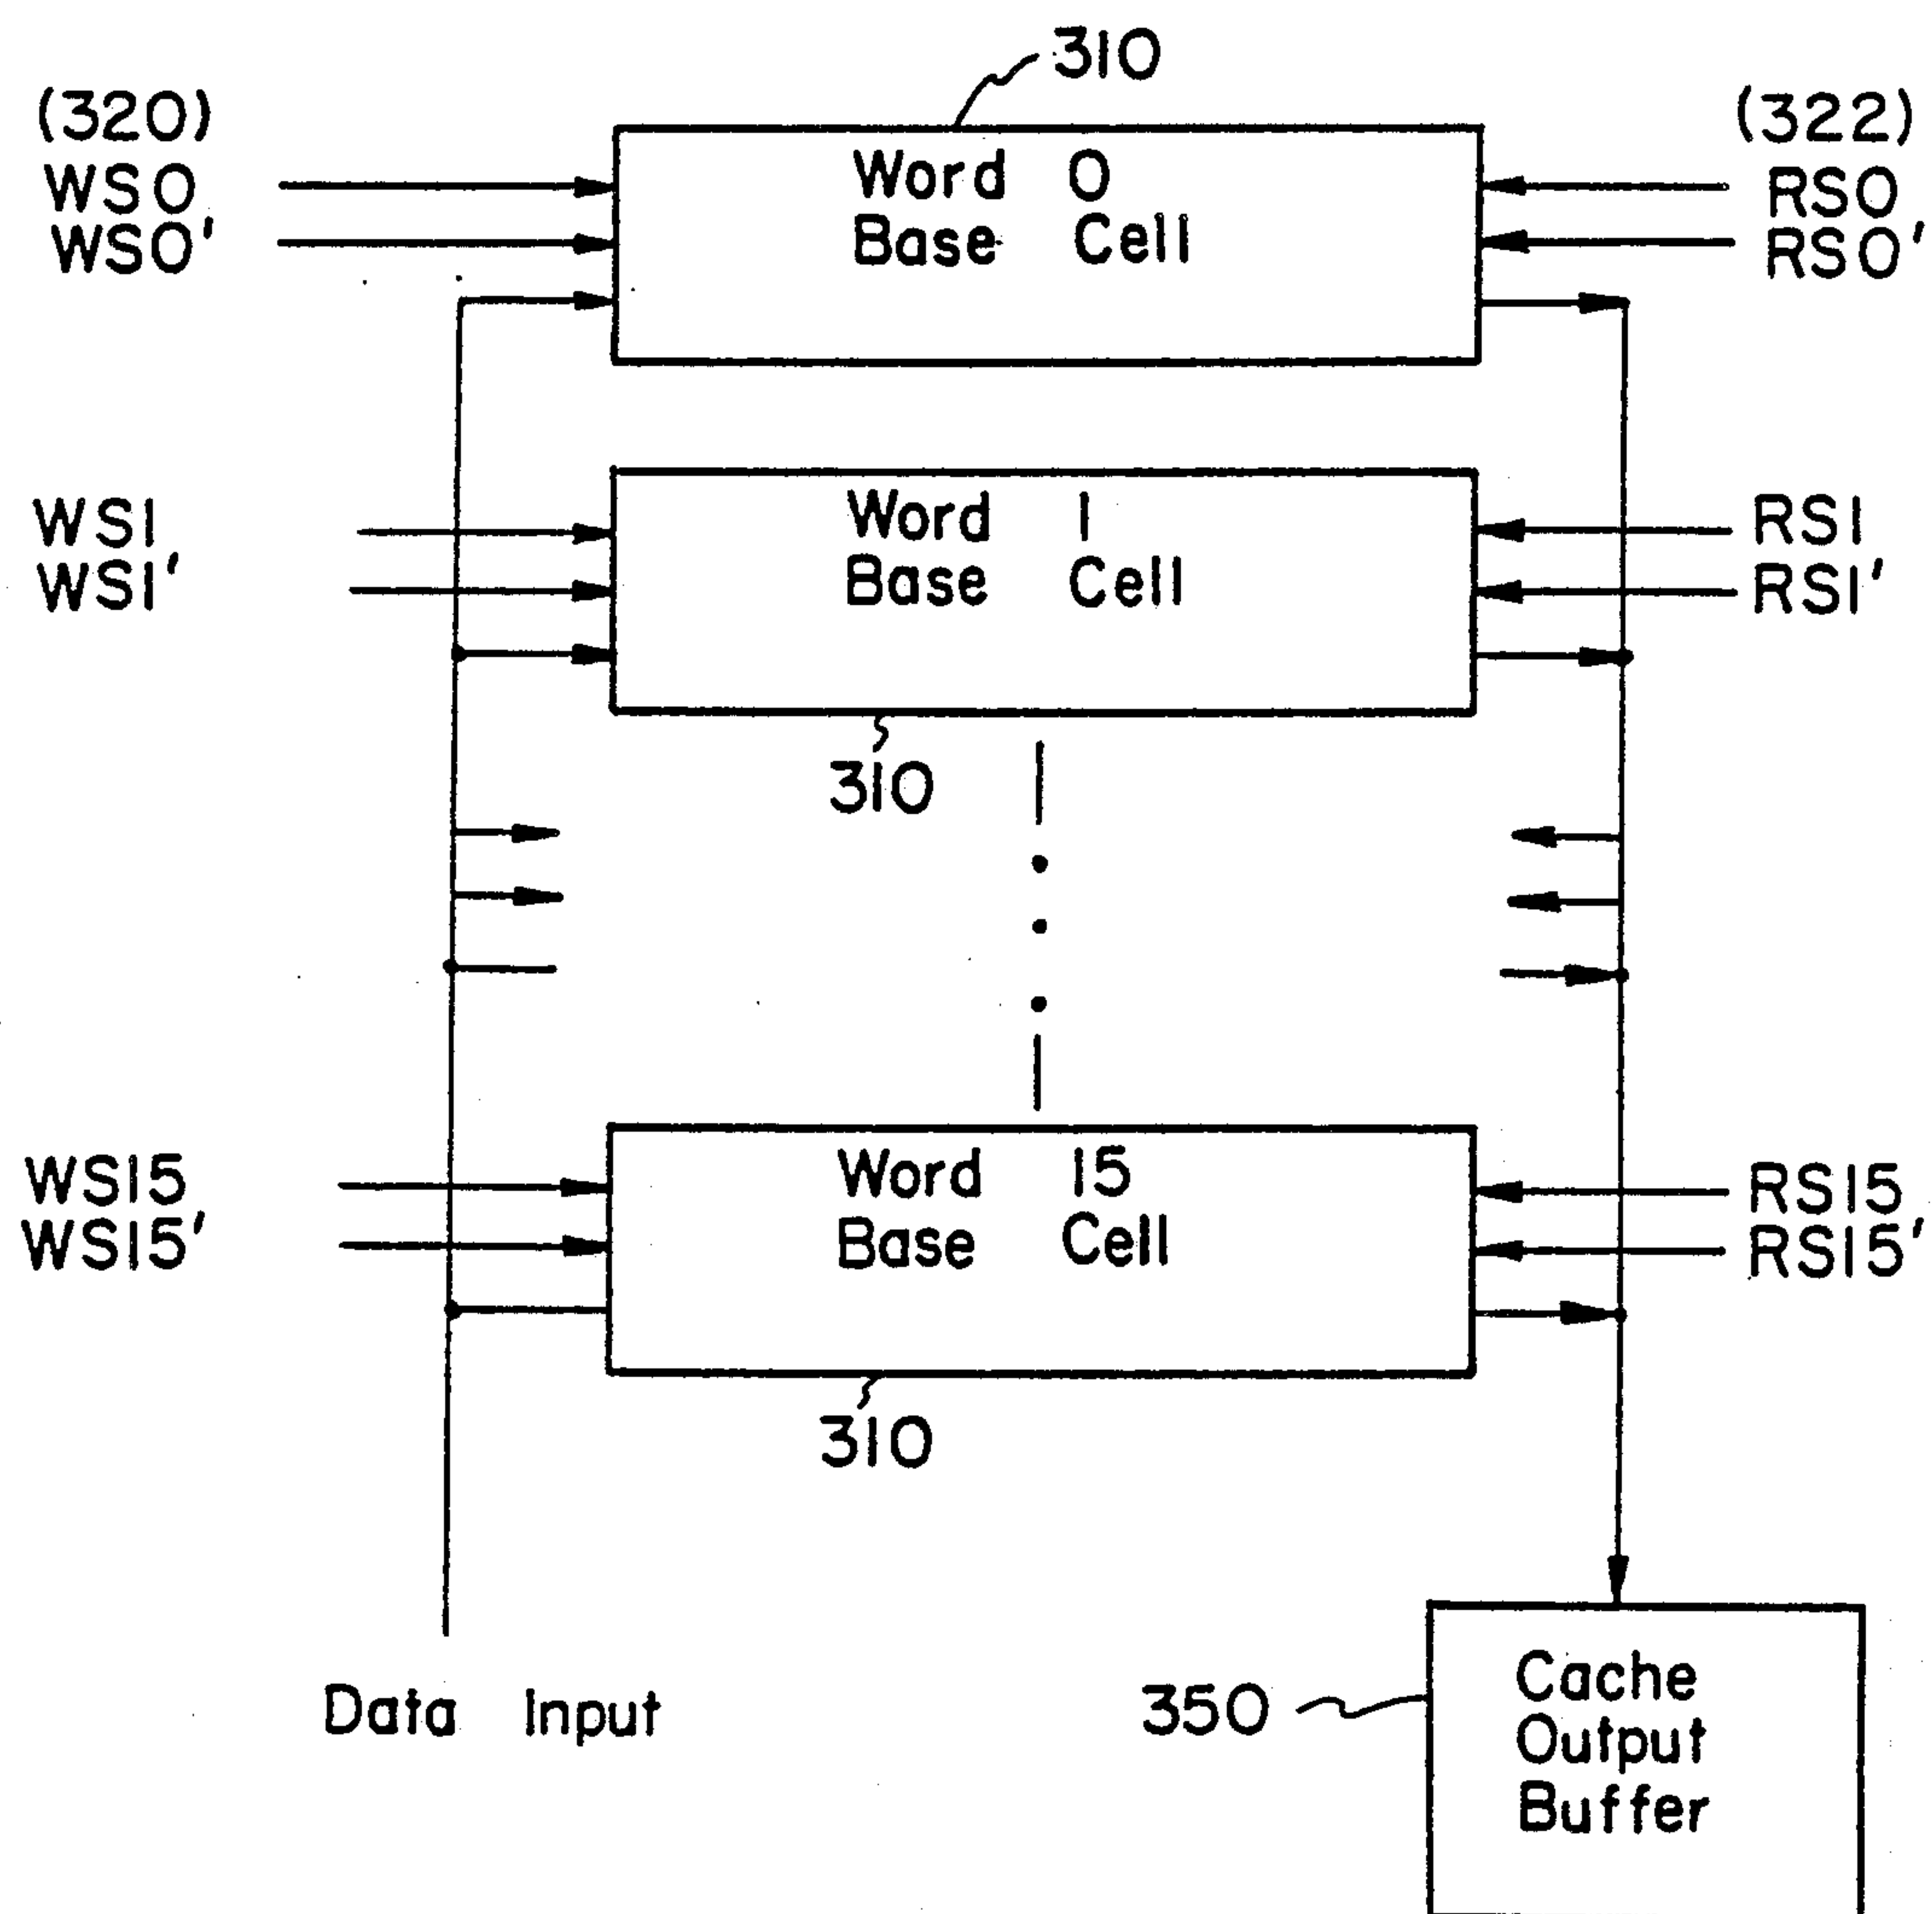 310
(320)
(322)
WS0
WS0'
Word 0
Base Cell
RS0
RS0'
WS1
WS1'
Word 1
Base Cell
RS1
RS1'
310
WS15
WS15'
Word 15
Base Cell
RS15
RS15'
310
Data Input
350
Cache
Output
Buffer